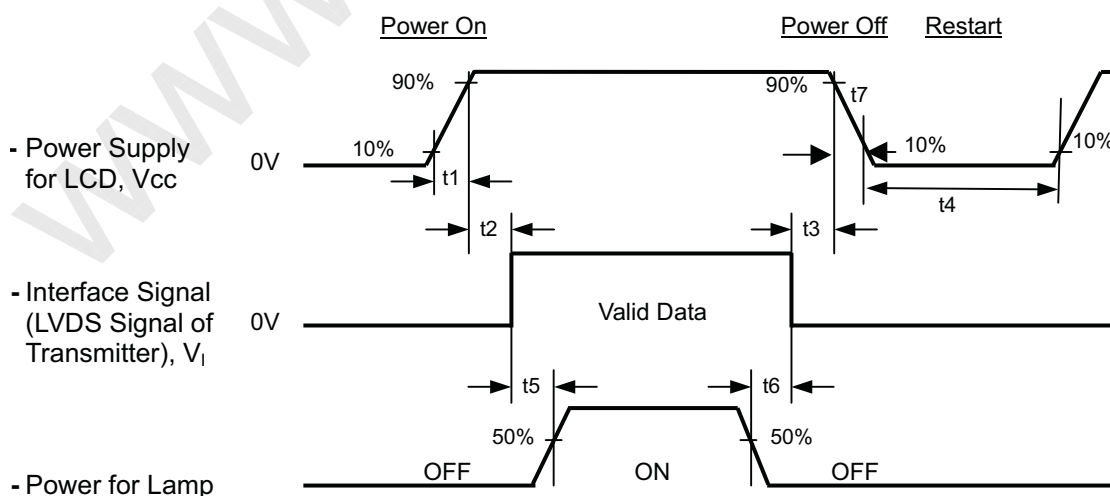 Power On
Power Off Restart
90% 90% t7
- Power Supply for LCD, Vcc
0V 10% 10% 10%
t1
t4
t2 t3
- Interface Signal
(LVDS Signal of
Transmitter), VI
0V Valid Data
t5 t6
50% 50%
- Power for Lamp
OFF ON OFF
www